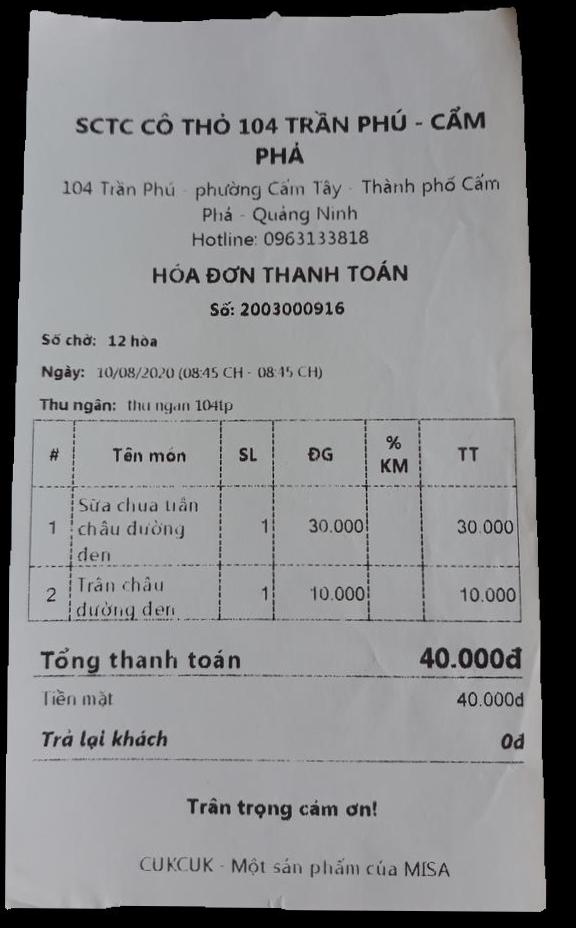 SCTC CÔ THỎ 104 TRẦN PHÚ - CẨM
PHẢ
104 Trần Phú - phường Cẩm Tây - Thành phố Cẩm
Phả - Quảng Ninh
Hotline: 0963133818
HÓA ĐƠN THANH TOÁN
Số: 2003000916
Số chờ: 12 hòa
Ngày: 10/08/2020 (08:45 CH - 08:45 CH)
Thu ngân: thu ngan 104tp
# Tên món SL ĐG % KM TT
1 Sữa chua trân châu đường đen 1 30.000 30.000
2 Trân châu đường đen 1 10.000 10.000
Tổng thanh toán 40.000đ
Tiền mặt 40.000đ
Trả lại khách 0đ
Trân trọng cảm ơn!
CUKCUK - Một sản phẩm của MISA